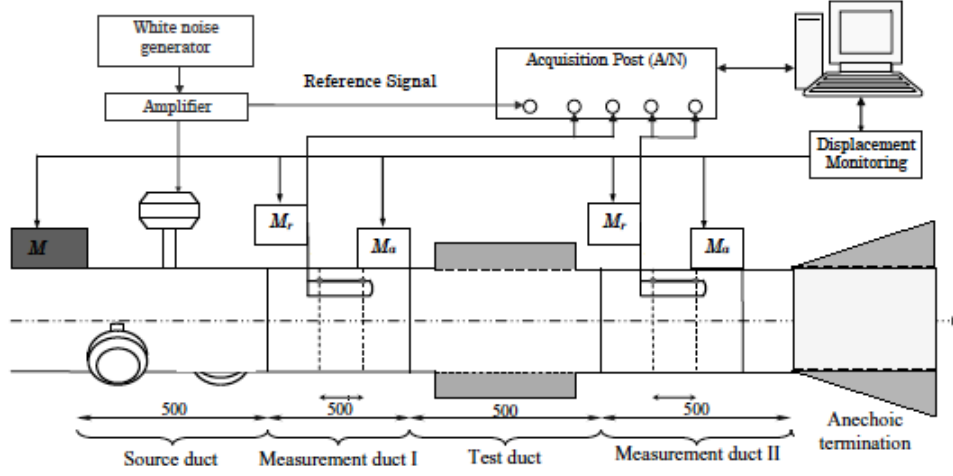 White noise
generator
Amplifier
Reference Signal
Acquisition Post (A/N)
Displacement
Monitoring
M
Mr
Ma
Mr
Ma
500
500
500
500
Source duct
Measurement duct I
Test duct
Measurement duct II
Anechoic
termination